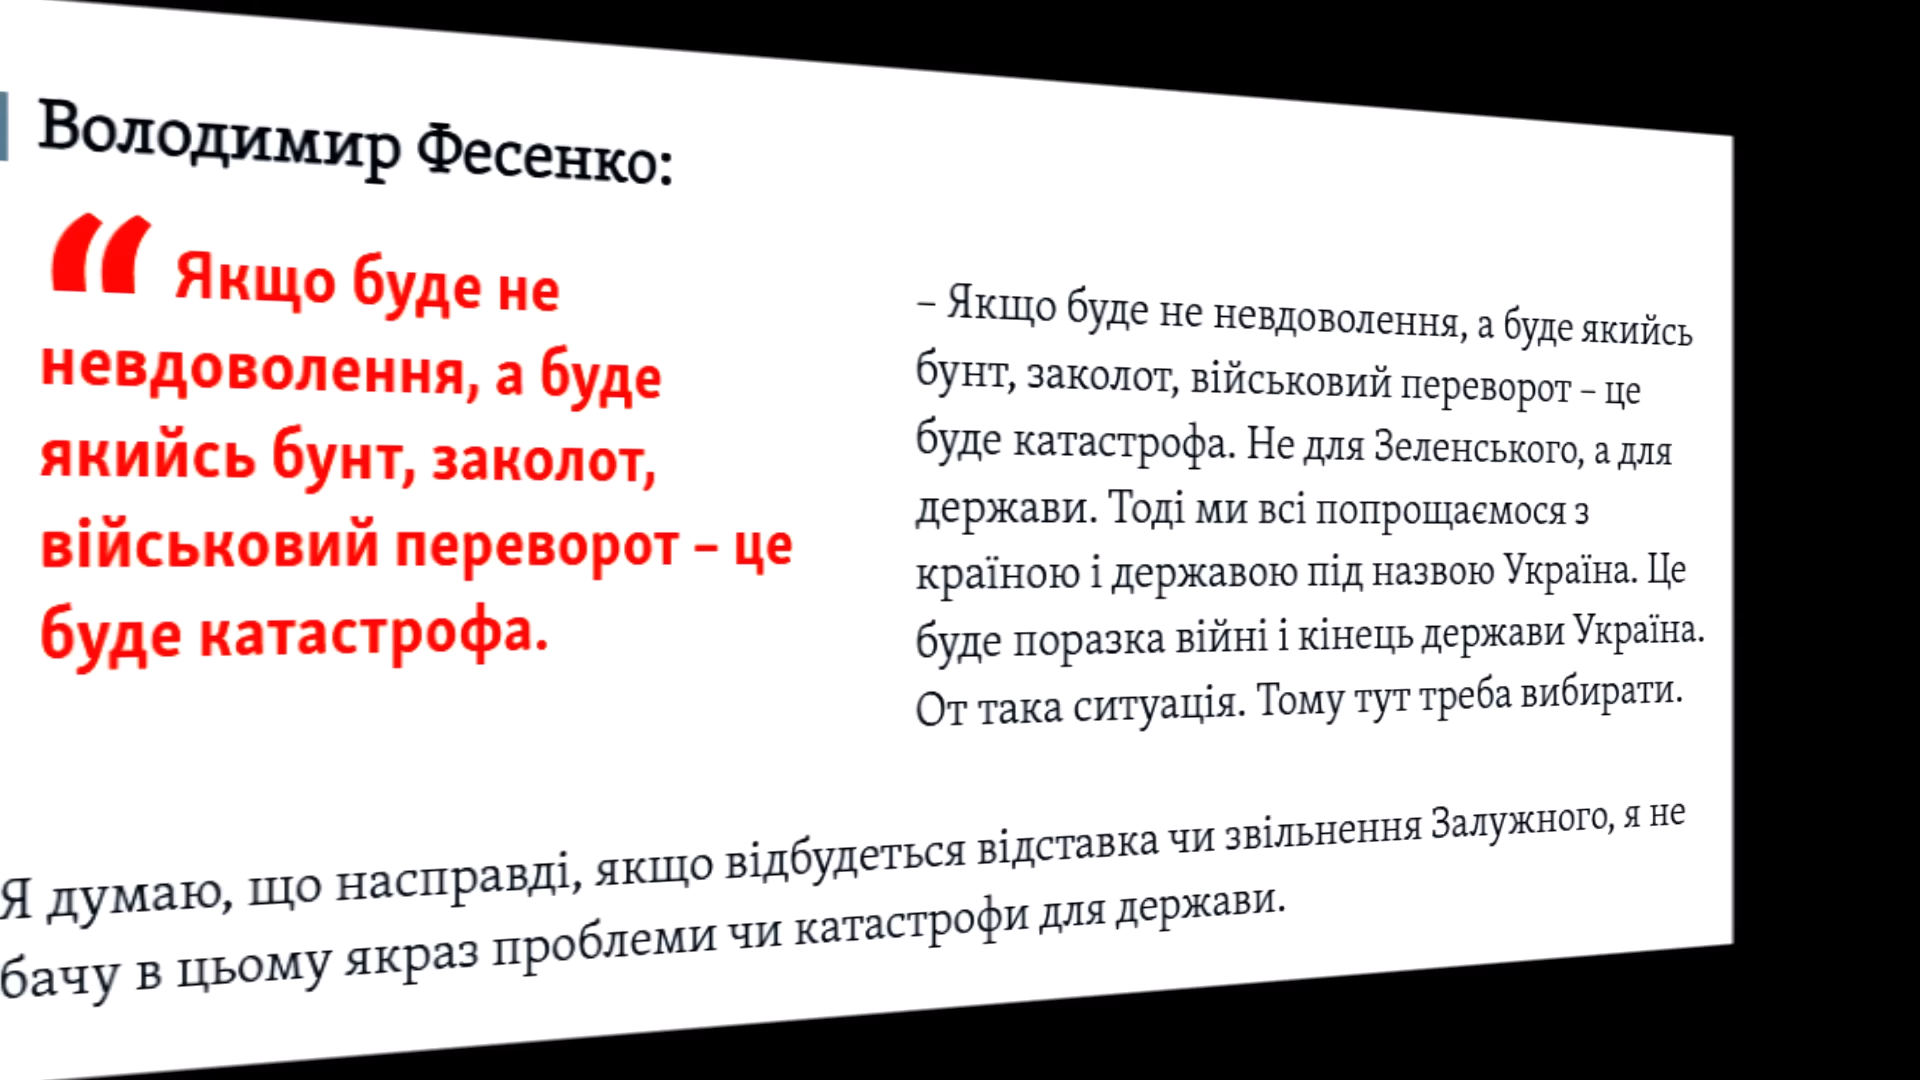 Володимир Фесенко:
“ Якщо буде не
невдоволення, а буде
якийсь бунт, заколот,
військовий переворот – це
буде катастрофа.
– Якщо буде не невдоволення, а буде якийсь
бунт, заколот, військовий переворот – це
буде катастрофа. Не для Зеленського, а для
держави. Тоді ми всі попрощаємося з
країною і державою під назвою Україна. Це
буде поразка війні і кінець держави Україна.
От така ситуація. Тому тут треба вибирати.
Я думаю, що насправді, якщо відбудеться відставка чи звільнення Залужного, я не
бачу в цьому якраз проблеми чи катастрофи для держави.